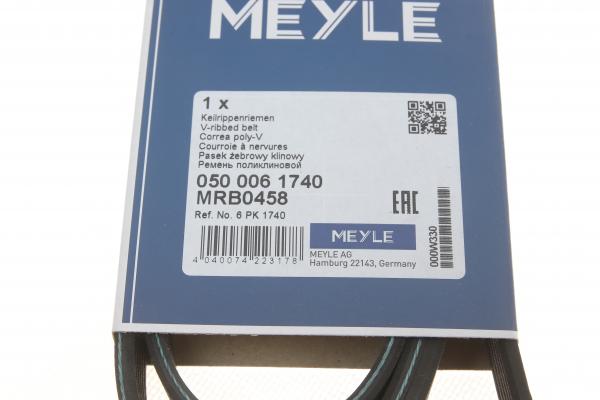 MEYLE
1 x
Keilrippenriemen
V-ribbed belt
Correa poly-V
Courroie à nervures
Pasek żebrowy klinowy
Ремень поликлиновой
050 006 1740
MRB0458
Ref. No. 6 PK 1740
4 040074 223178
MEYLE
MEYLE AG
Hamburg 22143, Germany
EAC
000W330